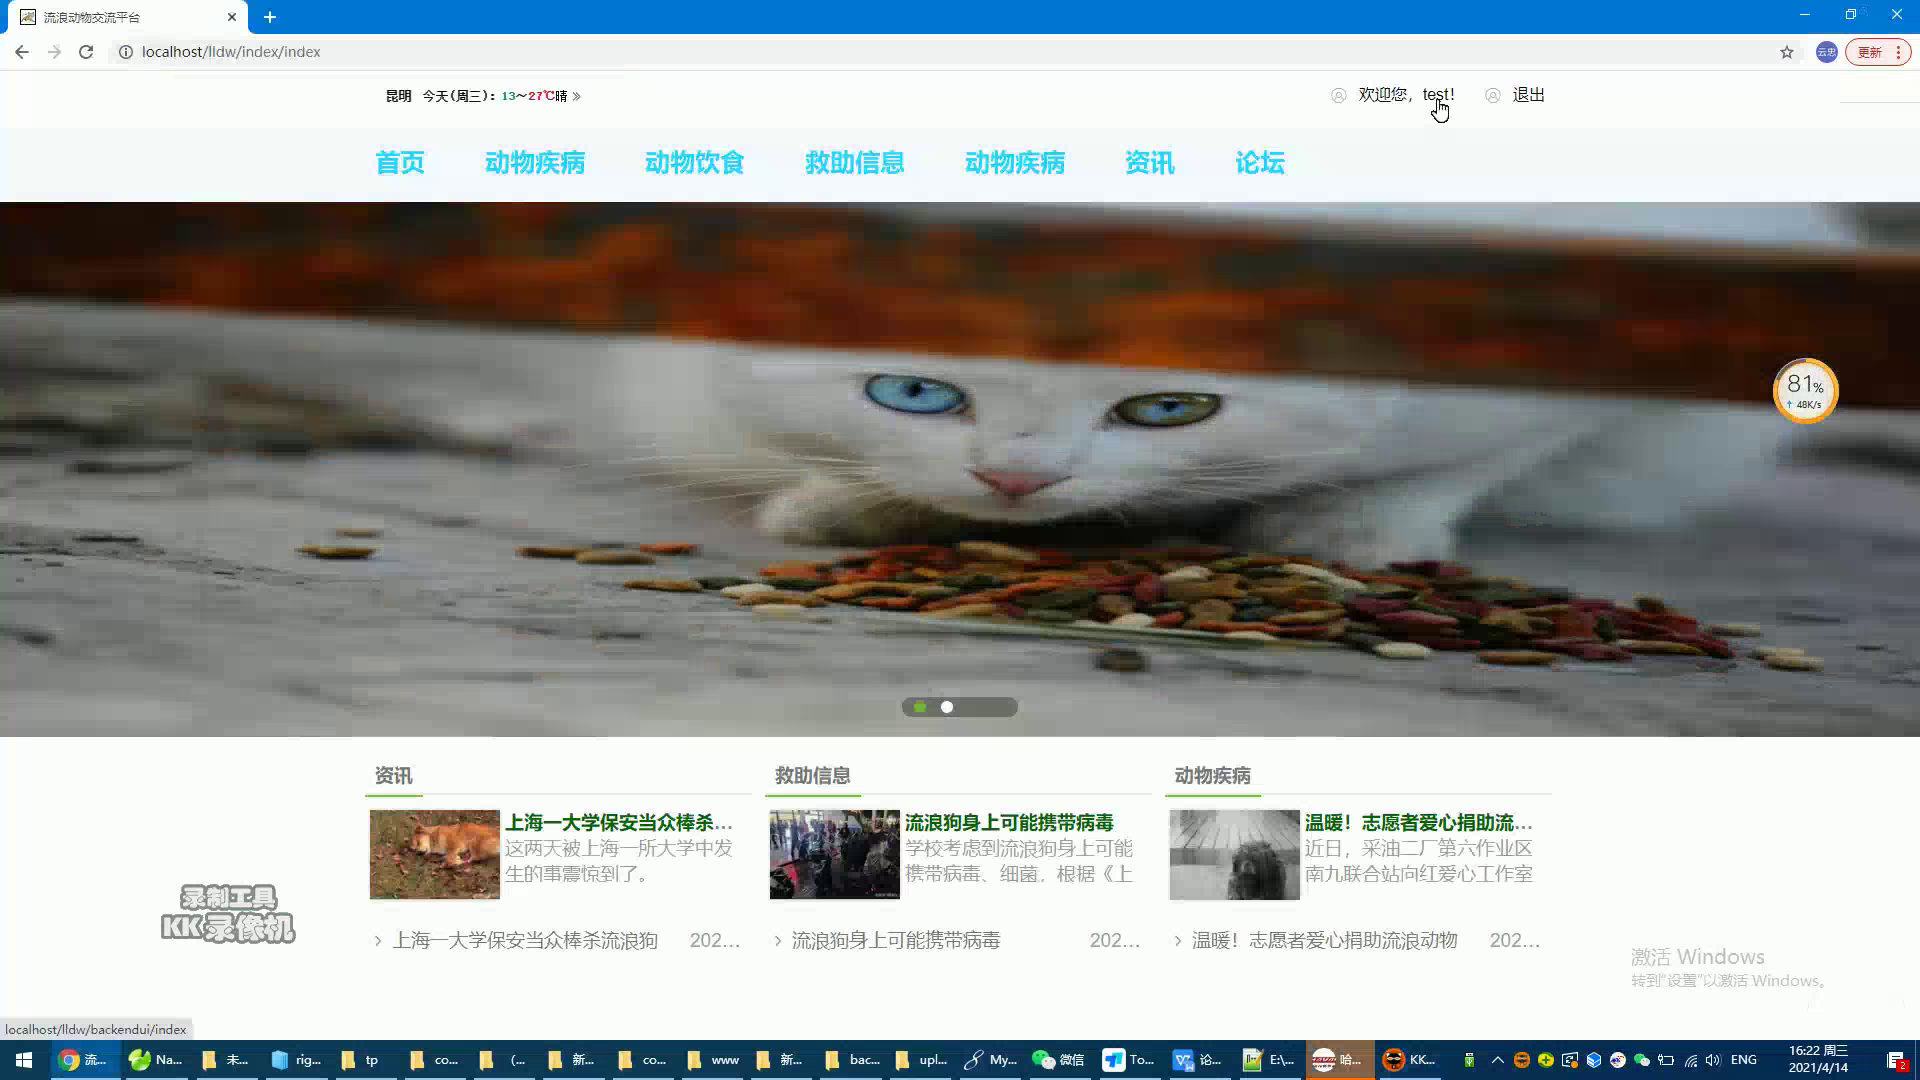 流浪动物交流平台
localhost/lldw/index/index
云忠
更新
昆明 今天(周三)：13～27℃晴
欢迎您，test！
退出
首页 动物疾病 动物饮食 救助信息 动物疾病 资讯 论坛
81%
↑ 48K/s
资讯
救助信息
动物疾病
上海一大学保安当众棒杀...
这两天被上海一所大学中发
生的事震惊到了。
流浪狗身上可能携带病毒
学校考虑到流浪狗身上可能
携带病毒、细菌，根据《上
温暖！志愿者爱心捐助流...
近日，采油二厂第六作业区
南九联合站向红爱心工作室
上海一大学保安当众棒杀流浪狗 202...
流浪狗身上可能携带病毒 202...
温暖！志愿者爱心捐助流浪动物 202...
录制工具
KK录像机
激活 Windows
转到"设置"以激活 Windows。
localhost/lldw/backendui/index
流... Na... 未... rig... tp co... (... 新... co... www 新... bac... upl... My... 微信 To... 论... E:\... 哈... KK... ENG
16:22 周三
2021/4/14
2